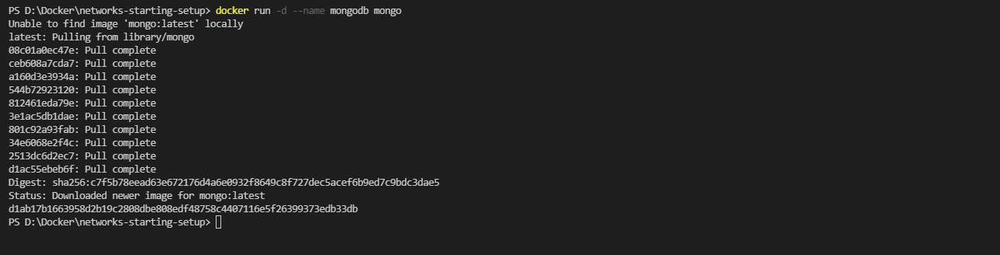 PS D:\Docker\networks-starting-setup> docker run -d --name mongodb mongo
Unable to find image 'mongo:latest' locally
latest: Pulling from library/mongo
08c01a0ec47e: Pull complete
ceb608a7cda7: Pull complete
a160d3e3934a: Pull complete
544b72923120: Pull complete
812461eda79e: Pull complete
3e1ac5db1dae: Pull complete
801c92a93fab: Pull complete
34e6068e2f4c: Pull complete
2513dc6d2ec7: Pull complete
d1ac55ebeb6f: Pull complete
Digest: sha256:c7f5b78eead63e672176d4a6e0932f8649c8f727dec5acef6b9ed7c9bdc3dae5
Status: Downloaded newer image for mongo:latest
d1ab17b1663958d2b19c2808dbe808edf48758c4407116e5f26399373edb33db
PS D:\Docker\networks-starting-setup>